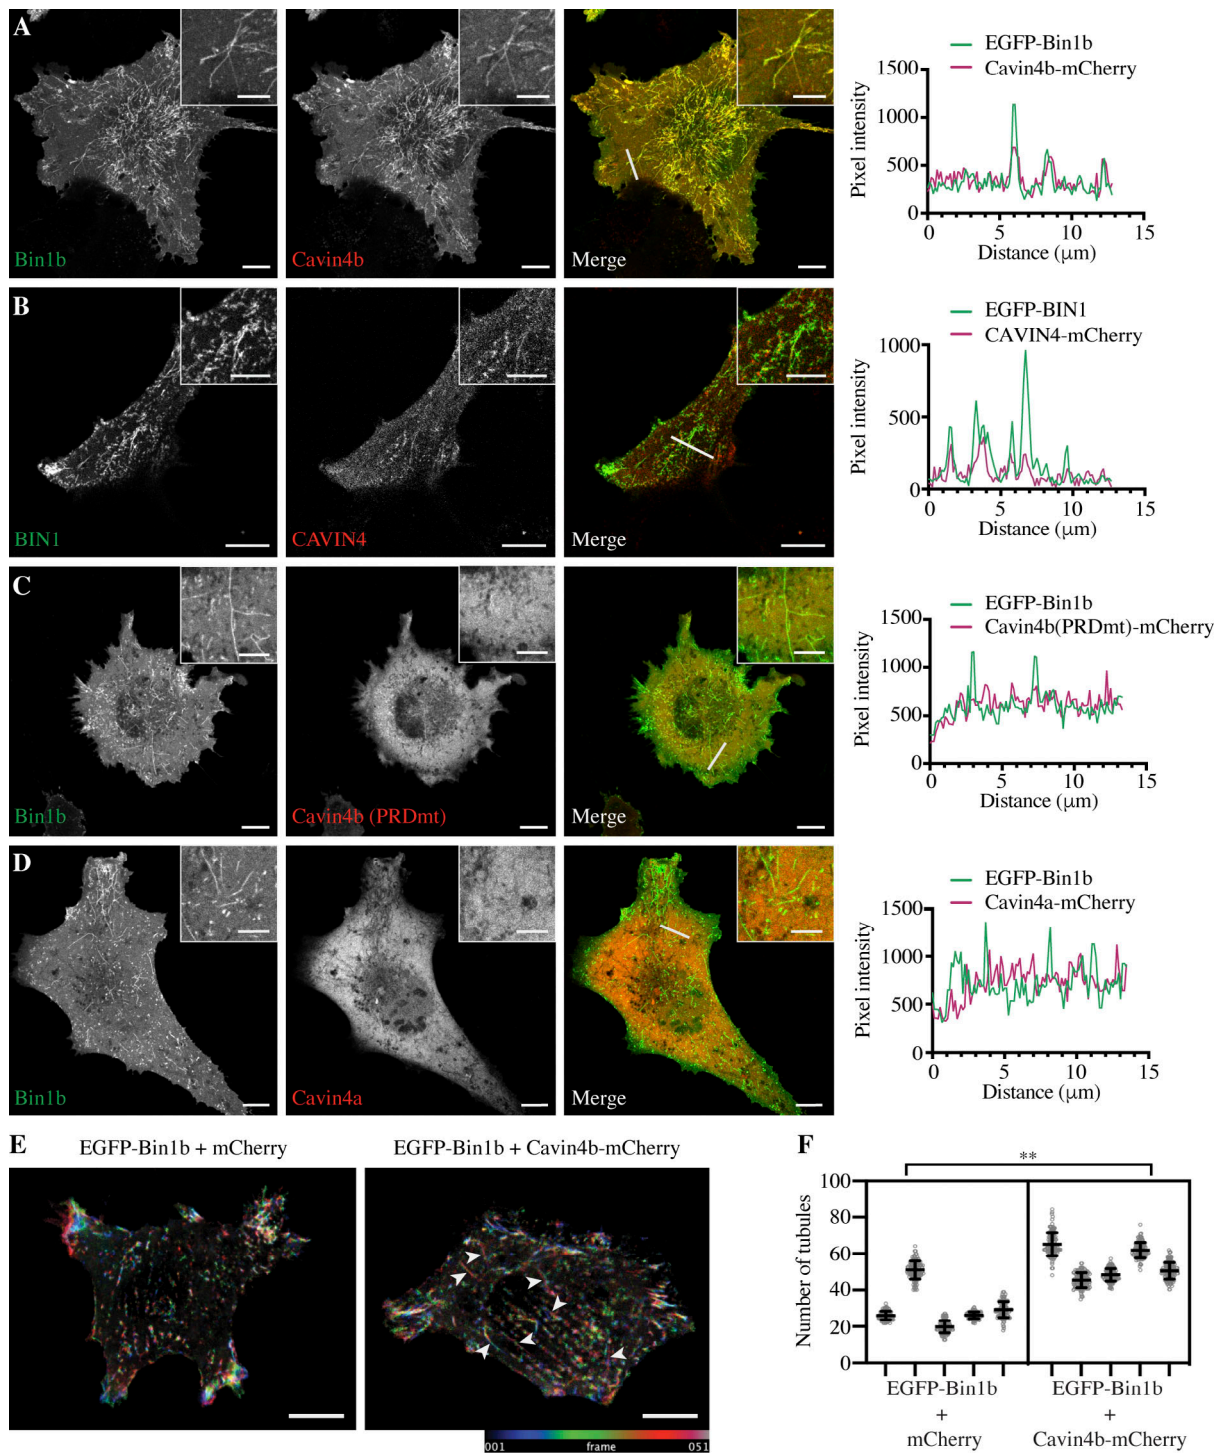 A
Bin1b
Cavin4b
Merge
EGFP-Bin1b
Cavin4b-mCherry
1500
1000
500
0
Pixel intensity
0 5 10 15
Distance (μm)
B
BIN1
CAVIN4
Merge
EGFP-BIN1
CAVIN4-mCherry
1000
500
0
Pixel intensity
0 5 10 15
Distance (μm)
C
Bin1b
Cavin4b (PRDmt)
Merge
EGFP-Bin1b
Cavin4b(PRDmt)-mCherry
1500
1000
500
0
Pixel intensity
0 5 10 15
Distance (μm)
D
Bin1b
Cavin4a
Merge
EGFP-Bin1b
Cavin4a-mCherry
1500
1000
500
0
Pixel intensity
0 5 10 15
Distance (μm)
E
EGFP-Bin1b + mCherry
EGFP-Bin1b + Cavin4b-mCherry
001 frame 051
F
**
100
80
60
40
20
0
Number of tubules
EGFP-Bin1b
+
mCherry
EGFP-Bin1b
+
Cavin4b-mCherry